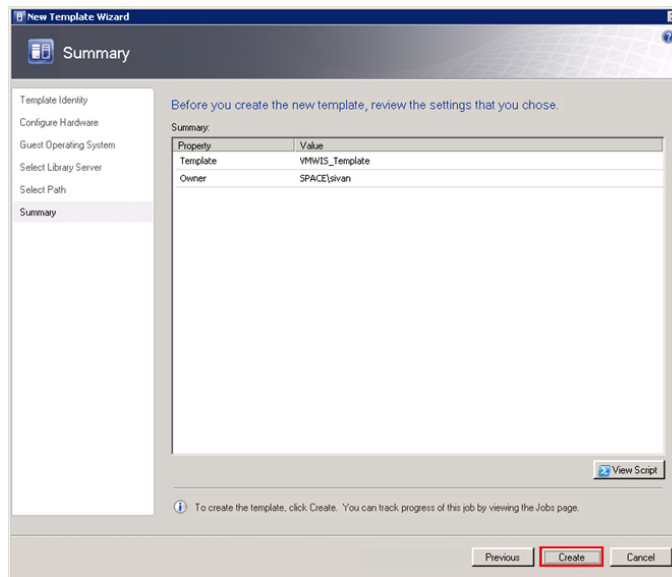 New Template Wizard
Summary
Template Identity
Configure Hardware
Guest Operating System
Select Library Server
Select Path
Summary
Before you create the new template, review the settings that you chose.
Summary:
Property Value
Template VMWIS_Template
Owner SPACE\sivan
View Script
To create the template, click Create. You can track progress of this job by viewing the Jobs page.
Previous Create Cancel